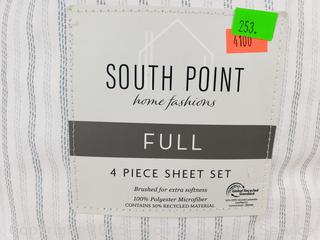 253.
4100
SOUTH POINT
home fashions
FULL
4 PIECE SHEET SET
Brushed for extra softness
100% Polyester Microfiber
CONTAINS 50% RECYCLED MATERIAL
Global Recycled
Standard